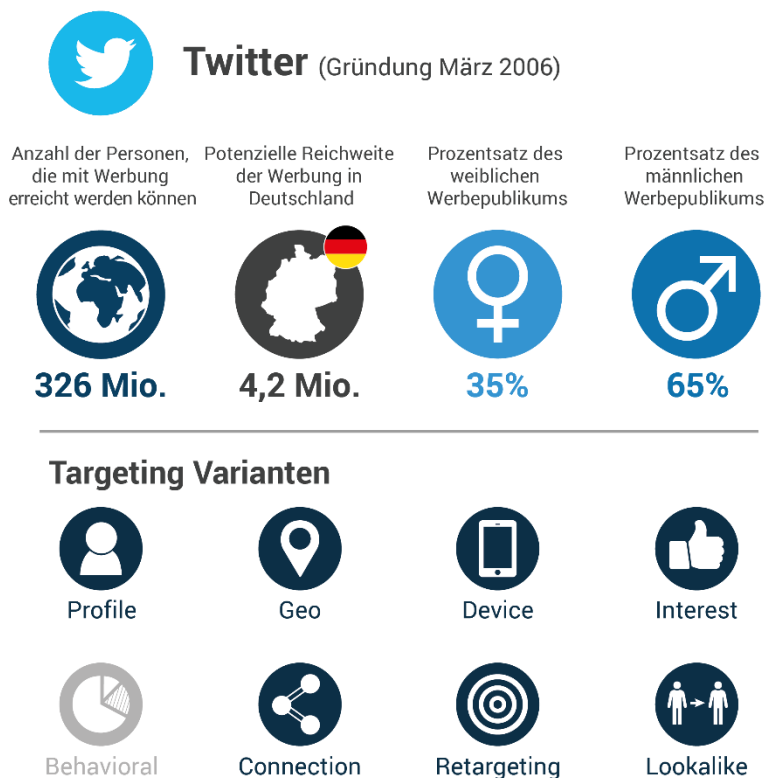 Twitter (Gründung März 2006)
Anzahl der Personen,
die mit Werbung
erreicht werden können
Potenzielle Reichweite
der Werbung in
Deutschland
Prozentsatz des
weiblichen
Werbepublikums
Prozentsatz des
männlichen
Werbepublikums
326 Mio.
4,2 Mio.
35%
65%
Targeting Varianten
Profile
Geo
Device
Interest
Behavioral
Connection
Retargeting
Lookalike